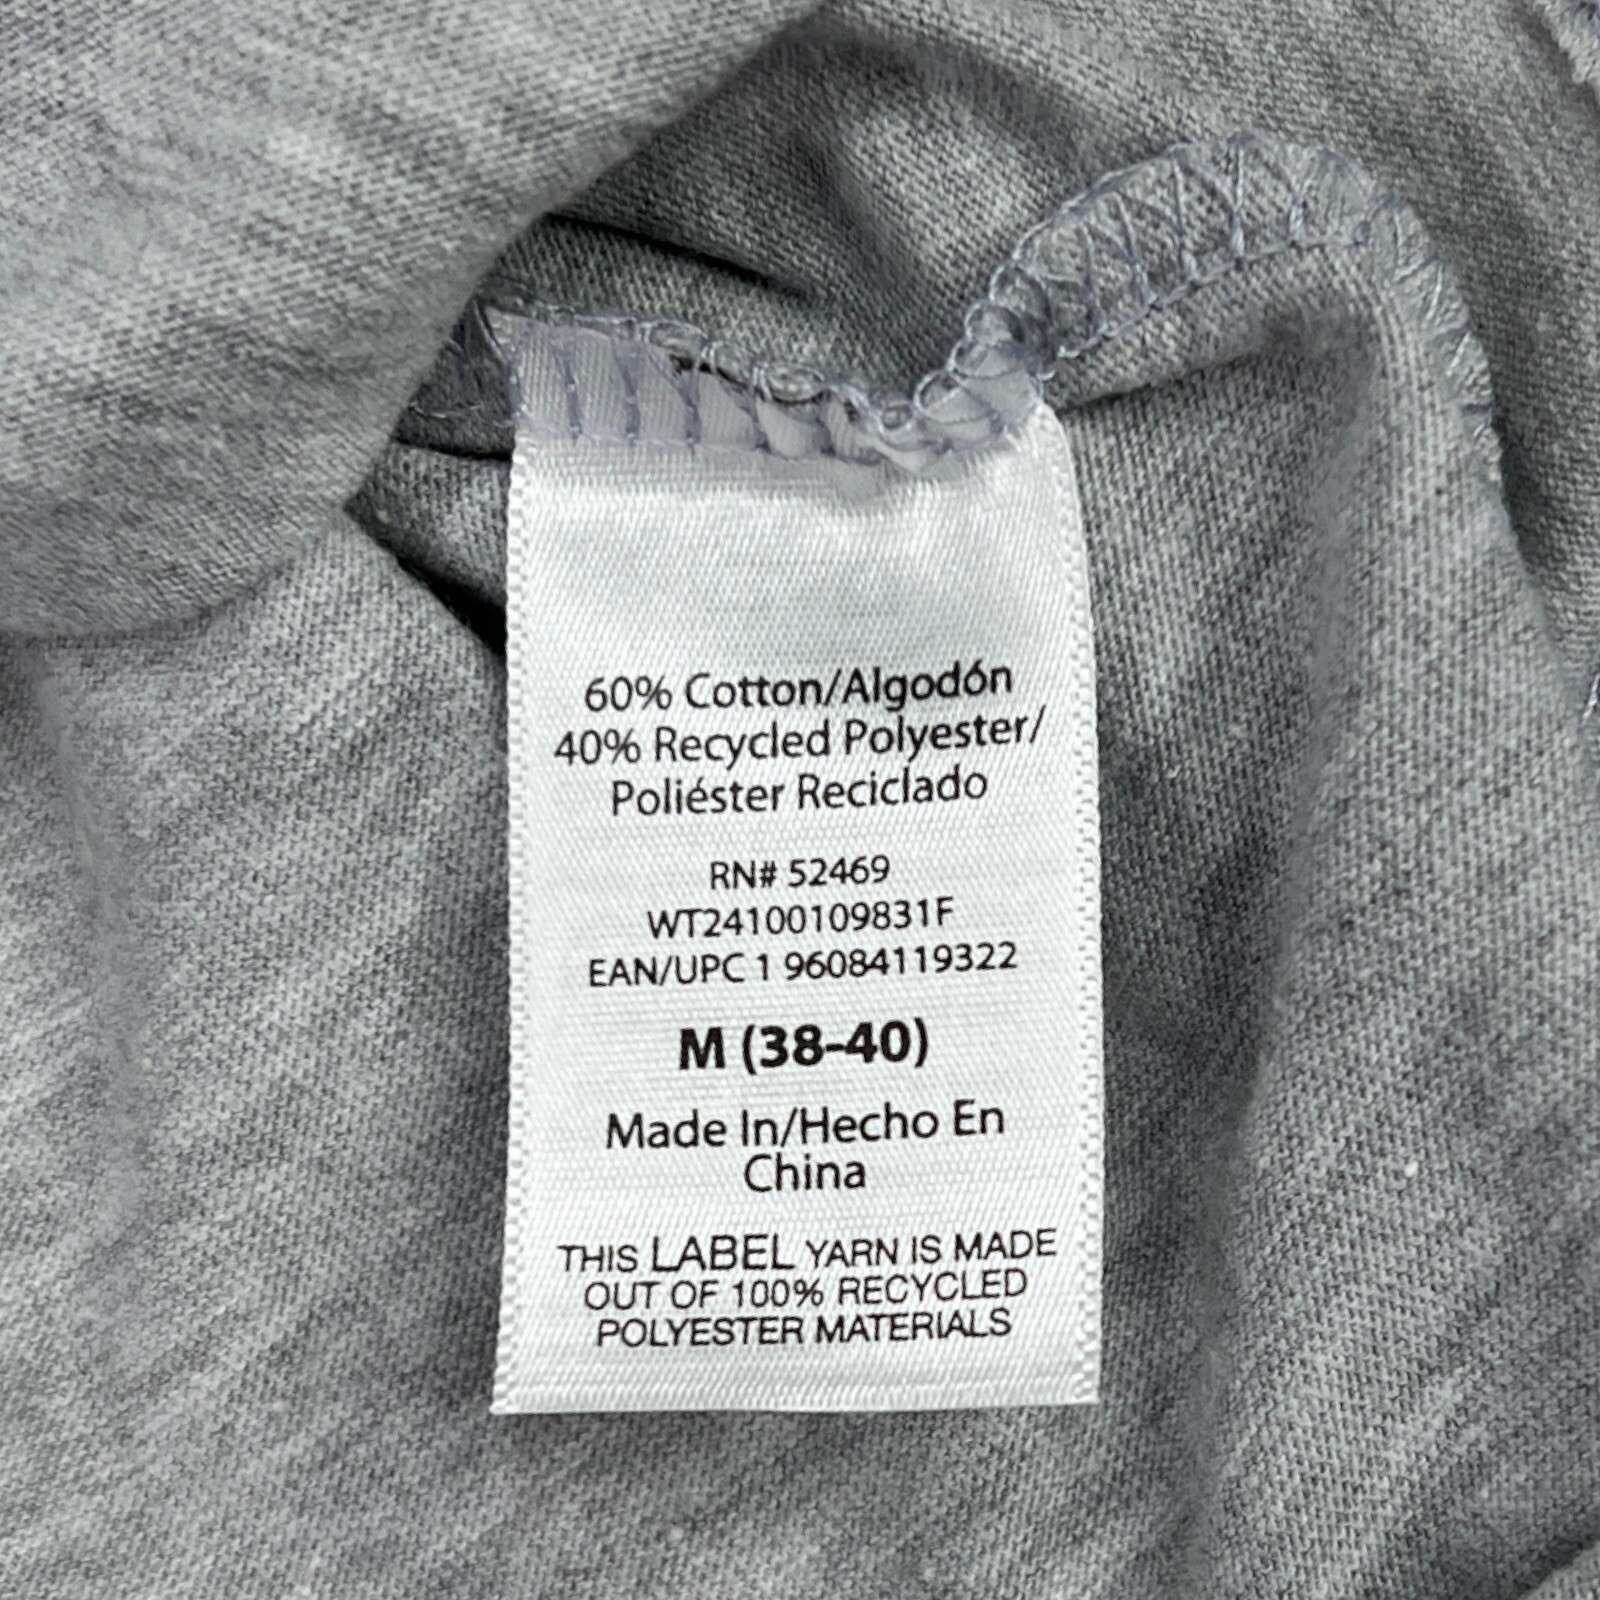 60% Cotton/Algodón
40% Recycled Polyester/
Poliéster Reciclado
RN# 52469
WT24100109831F
EAN/UPC 1 96084119322
M (38-40)
Made In/Hecho En
China
THIS LABEL YARN IS MADE
OUT OF 100% RECYCLED
POLYESTER MATERIALS